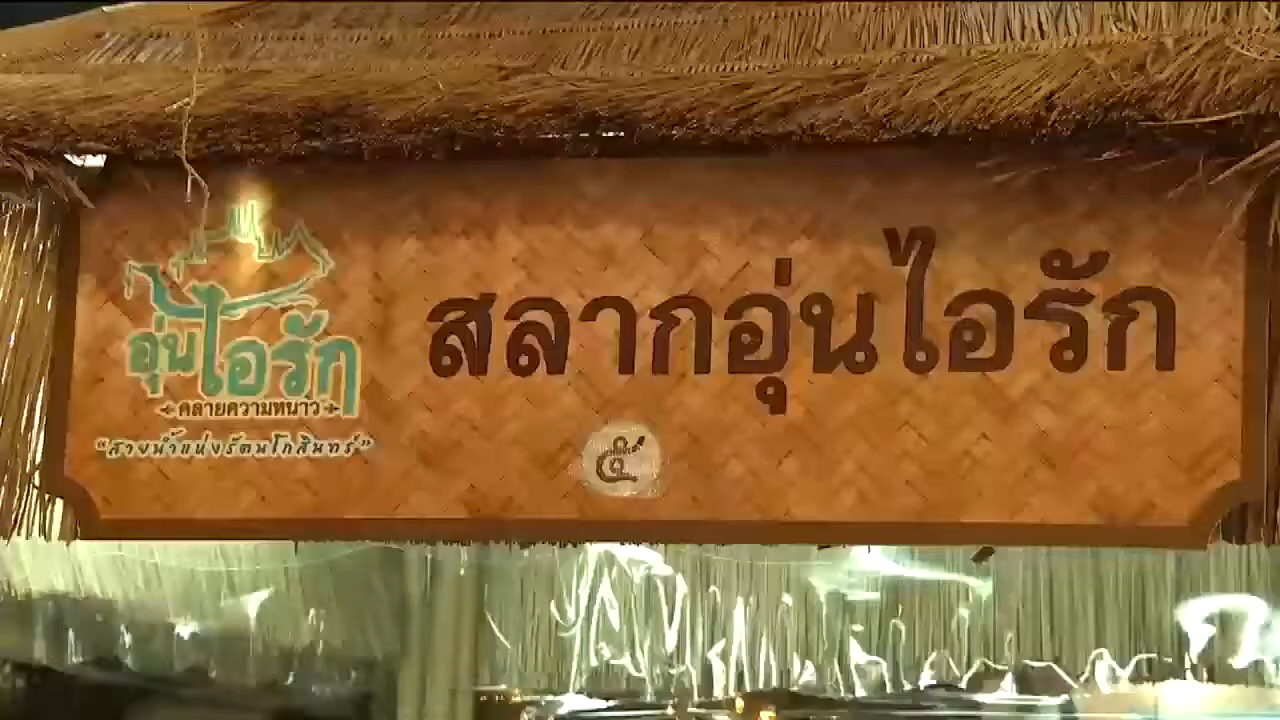 อุ่นไอรัก
คลายความหนาว
"สายน้ำแห่งรัตนโกสินทร์"
สลากอุ่นไอรัก
๕